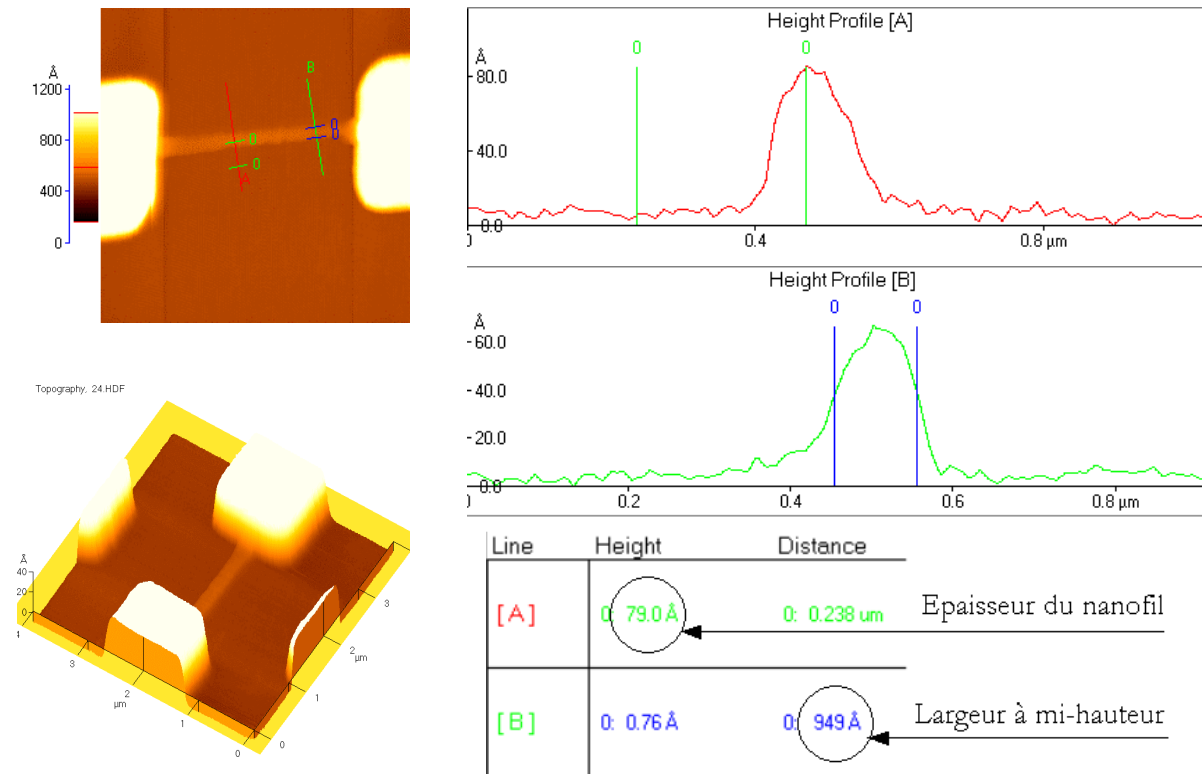 Å
1200
800
400
0
B
0
0
0
0
A
Height Profile [A]
0
0
80.0
40.0
0.0
0
0.4
0.8 µm
Height Profile [B]
0
0
Å
60.0
40.0
20.0
0.0
0
0.2
0.4
0.6
0.8 µm
Topography, 24.HDF
Å
40
20
0
4
3
µm
2
1
0
0
1
2
µm
3
Line Height Distance
[A] 0 79.0 Å 0: 0.238 um Epaisseur du nanofil
[B] 0: 0.76 Å 0: 949 Å Largeur à mi-hauteur